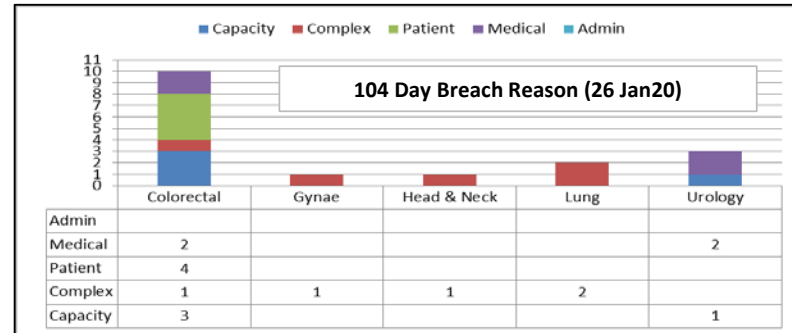 Capacity Complex Patient Medical Admin
11
10
9
8
7
6
5
4
3
2
1
0
104 Day Breach Reason (26 Jan20)
Colorectal Gynae Head & Neck Lung Urology
Admin
Medical 2 2
Patient 4
Complex 1 1 1 2
Capacity 3 1